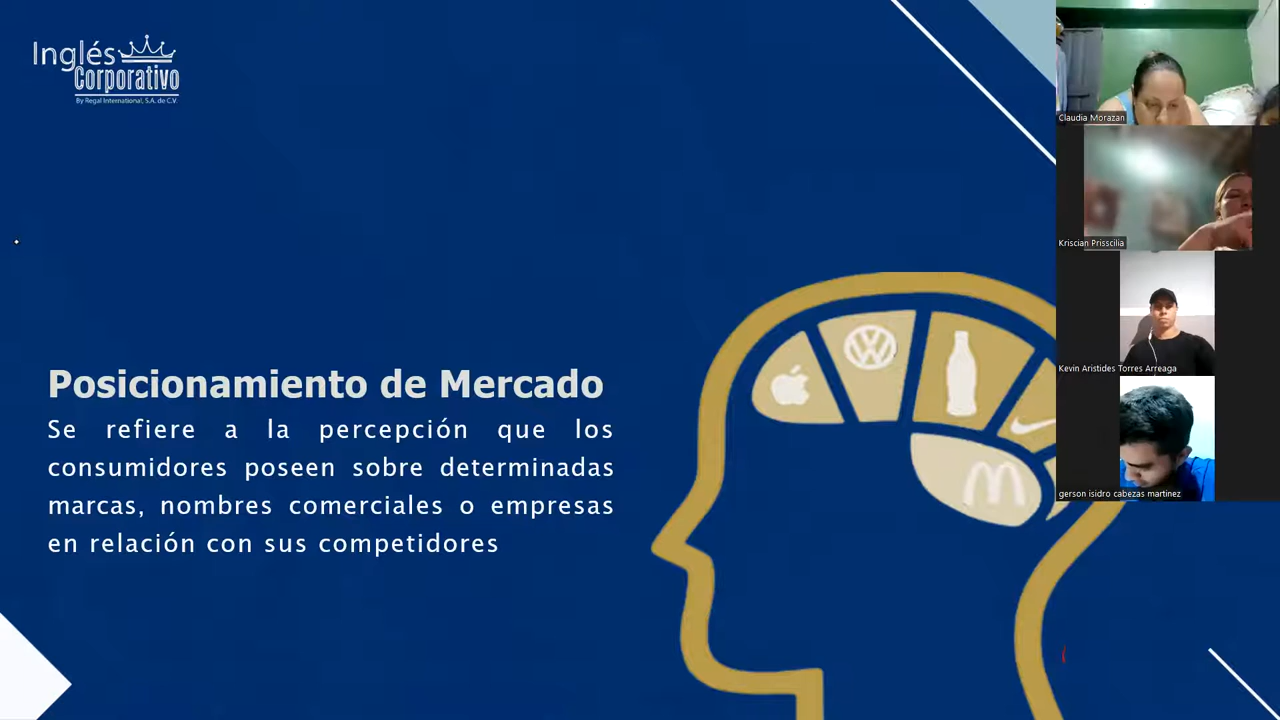 Inglés
Corporativo
By Regal International, S.A. de C.V.
Posicionamiento de Mercado
Se refiere a la percepción que los
consumidores poseen sobre determinadas
marcas, nombres comerciales o empresas
en relación con sus competidores
Claudia Morazan
Kriscian Prisscilia
Kevin Aristides Torres Arreaga
gerson isidro cabezas martinez